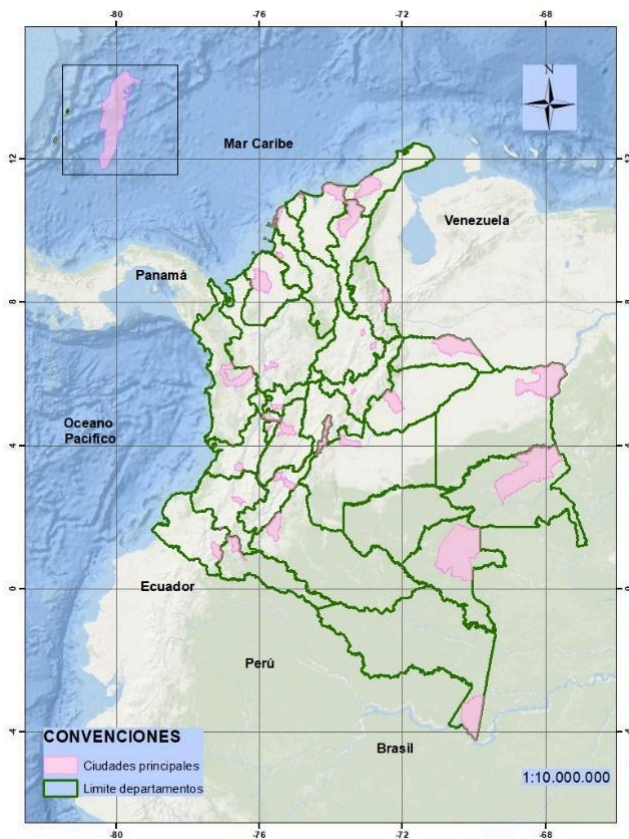 -80 -76 -72 -68
N
Mar Caribe
12 12
Venezuela
Panamá
8 8
Oceano
Pacifico
4 4
Ecuador
0 0
Perú
CONVENCIONES
Ciudades principales
Limite departamentos
-4 -4
Brasil
1:10.000.000
-80 -76 -72 -68